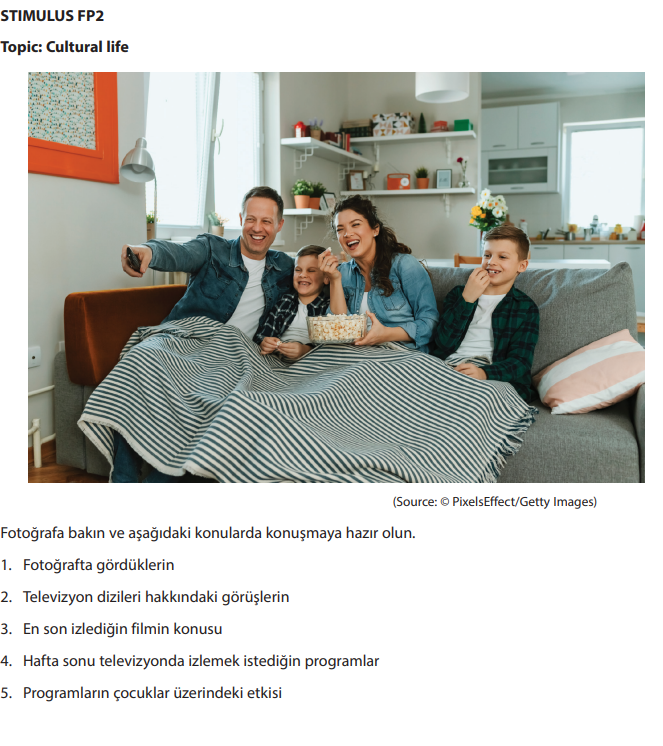 STIMULUS FP2
Topic: Cultural life
(Source: © PixelsEffect/Getty Images)
Fotoğrafa bakın ve aşağıdaki konularda konuşmaya hazır olun.
1. Fotoğrafta gördüklerin
2. Televizyon dizileri hakkındaki görüşlerin
3. En son izlediğin filmin konusu
4. Hafta sonu televizyonda izlemek istediğin programlar
5. Programların çocuklar üzerindeki etkisi